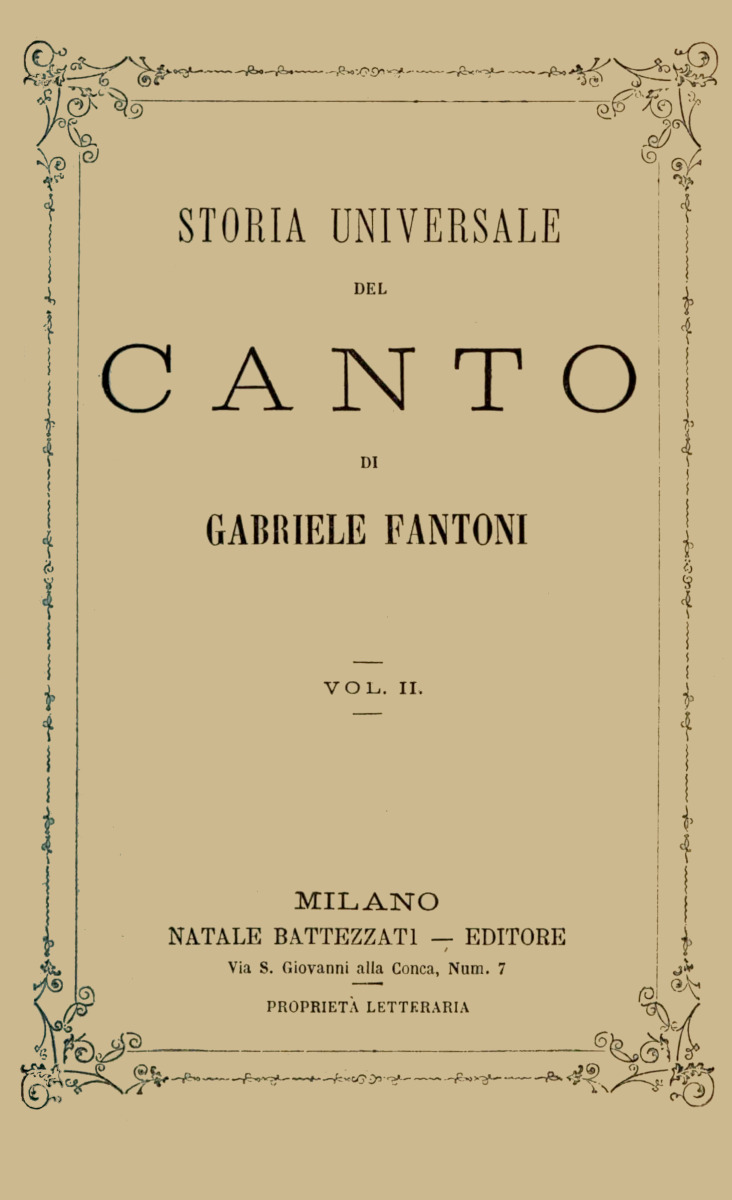 STORIA UNIVERSALE
DEL
CANTO
DI
GABRIELE FANTONI
VOL. II.
MILANO
NATALE BATTEZZATI — EDITORE
Via S. Giovanni alla Conca, Num. 7
PROPRIETÀ LETTERARIA